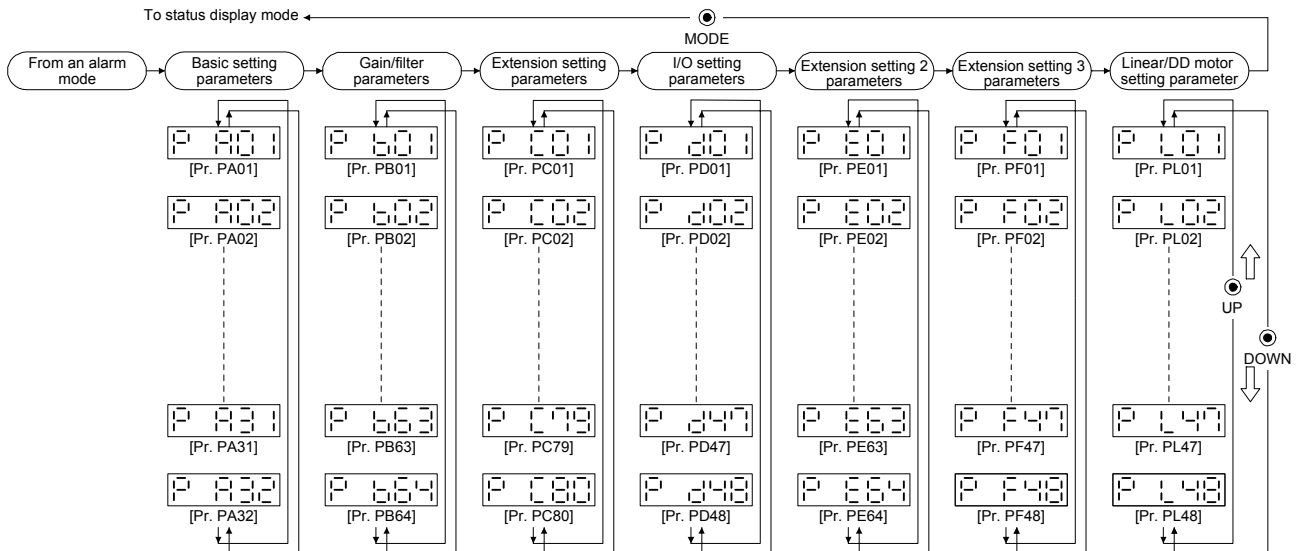 To status display mode
MODE
From an alarm
mode
Basic setting
parameters
Gain/filter
parameters
Extension setting
parameters
I/O setting
parameters
Extension setting 2
parameters
Extension setting 3
parameters
Linear/DD motor
setting parameter
P A01 P b01 P C01 P d01 P E01 P F01 P L01
[Pr. PA01] [Pr. PB01] [Pr. PC01] [Pr. PD01] [Pr. PE01] [Pr. PF01] [Pr. PL01]
P A02 P b02 P C02 P d02 P E02 P F02 P L02
[Pr. PA02] [Pr. PB02] [Pr. PC02] [Pr. PD02] [Pr. PE02] [Pr. PF02] [Pr. PL02]
UP
DOWN
P A31 P b63 P C79 P d47 P E63 P F47 P L47
[Pr. PA31] [Pr. PB63] [Pr. PC79] [Pr. PD47] [Pr. PE63] [Pr. PF47] [Pr. PL47]
P A32 P b64 P C80 P d48 P E64 P F48 P L48
[Pr. PA32] [Pr. PB64] [Pr. PC80] [Pr. PD48] [Pr. PE64] [Pr. PF48] [Pr. PL48]